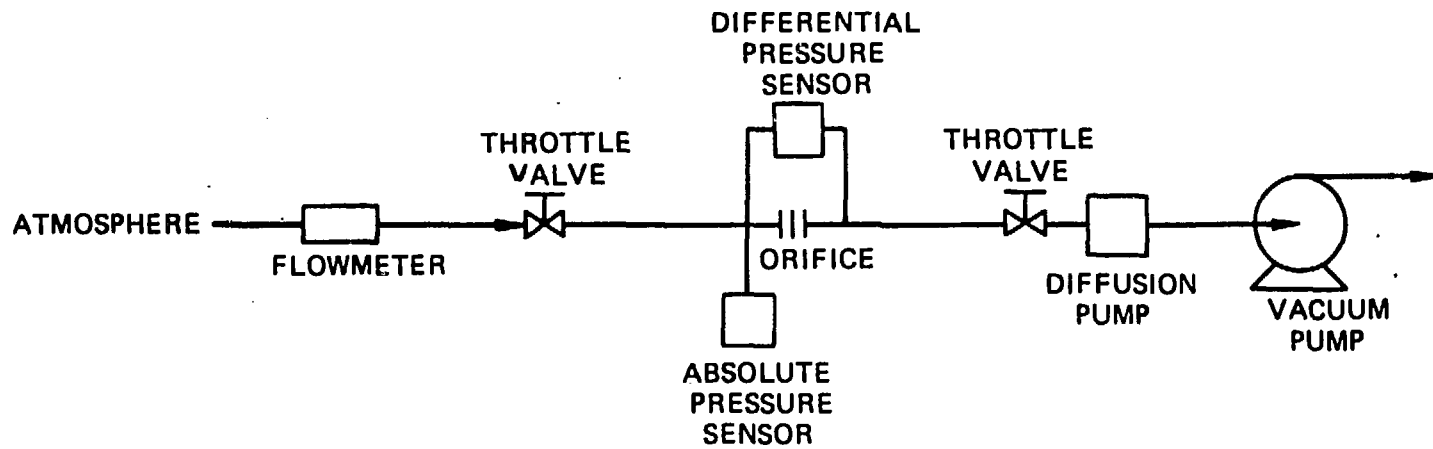 DIFFERENTIAL
PRESSURE
SENSOR
THROTTLE
VALVE
THROTTLE
VALVE
ATMOSPHERE
FLOWMETER
ORIFICE
DIFFUSION
PUMP
VACUUM
PUMP
ABSOLUTE
PRESSURE
SENSOR